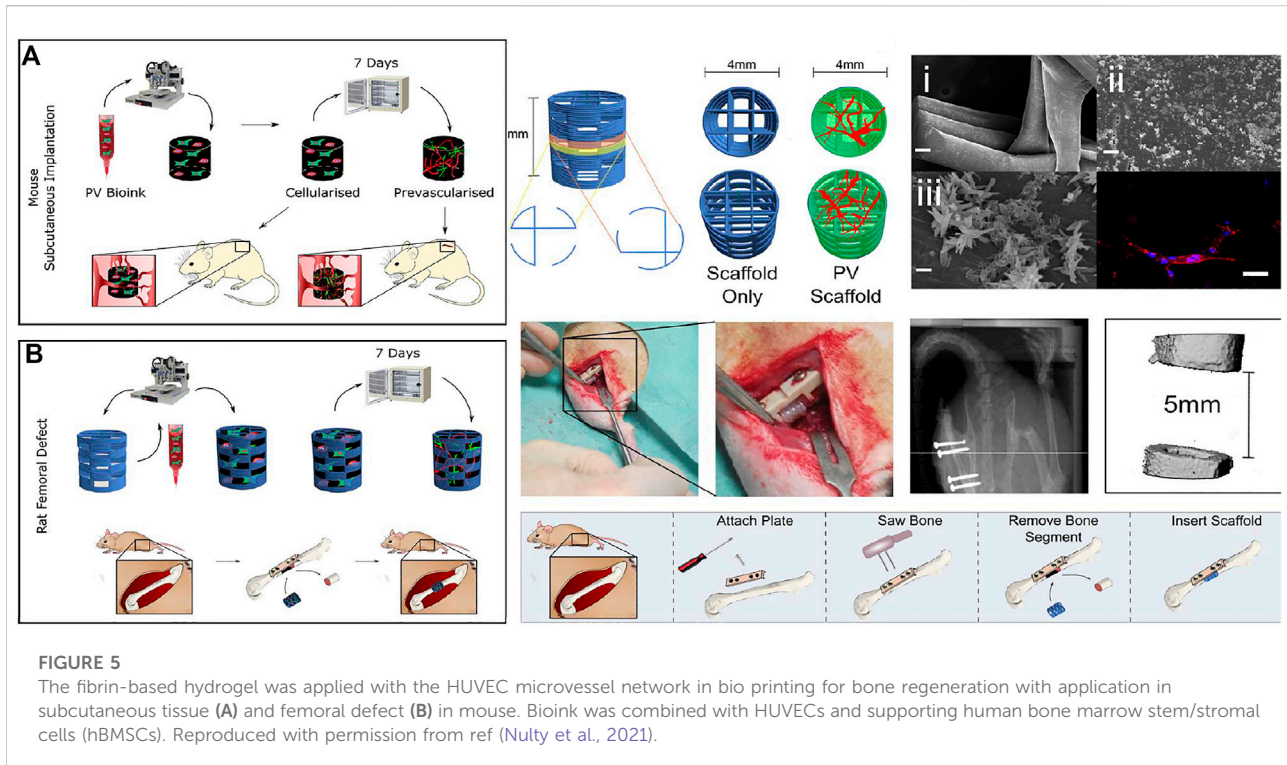 A
Mouse
Subcutaneous Implantation
7 Days
PV Bioink
Cellularised
Prevascularised
mm
4mm
4mm
Scaffold
Only
PV
Scaffold
i
ii
iii
B
Rat Femoral Defect
7 Days
5mm
Attach Plate
Saw Bone
Remove Bone
Segment
Insert Scaffold
FIGURE 5
The fibrin-based hydrogel was applied with the HUVEC microvessel network in bio printing for bone regeneration with application in
subcutaneous tissue (A) and femoral defect (B) in mouse. Bioink was combined with HUVECs and supporting human bone marrow stem/stromal
cells (hBMSCs). Reproduced with permission from ref (Nulty et al., 2021).